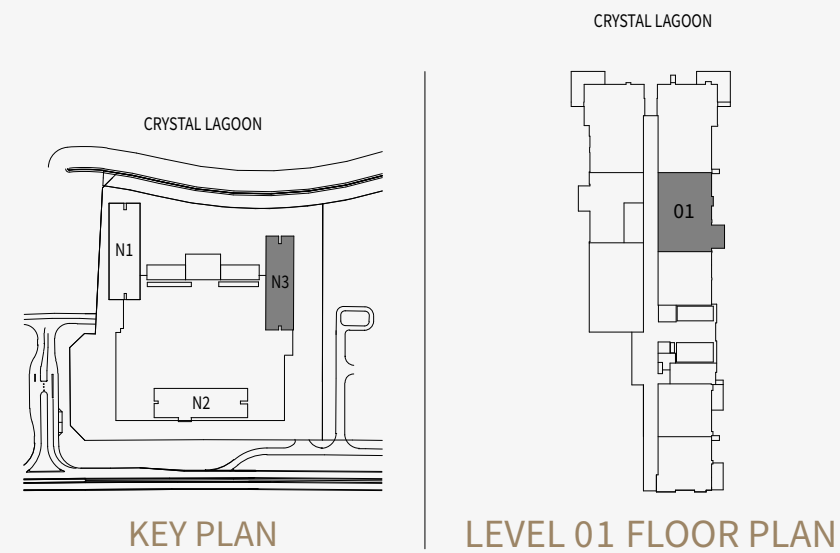 CRYSTAL LAGOON
N1
N3
N2
KEY PLAN
CRYSTAL LAGOON
01
LEVEL 01 FLOOR PLAN